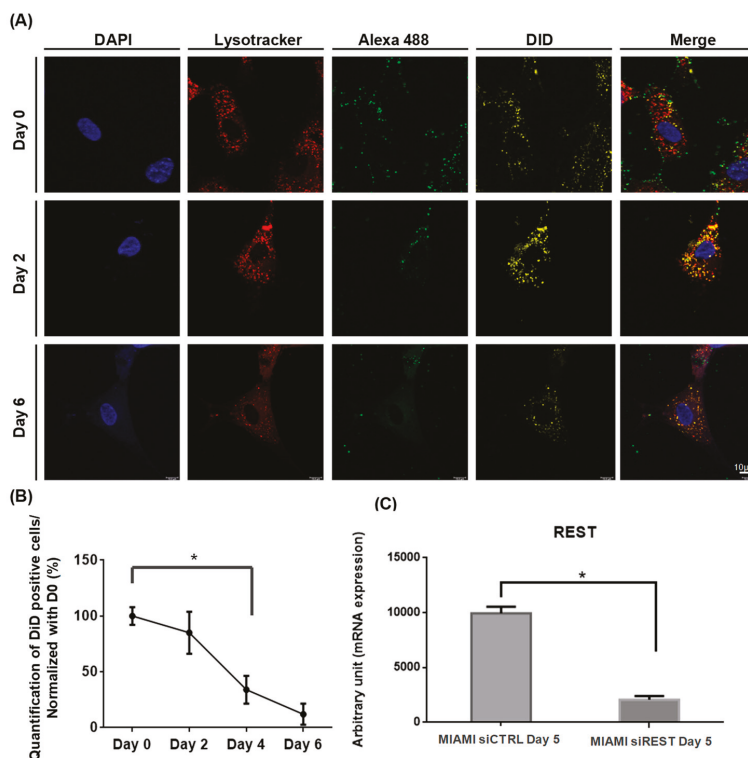 (A)
DAPI Lysotracker Alexa 488 DID Merge
Day 0
Day 2
Day 6
10µ
(B)
Quantification of DiD positive cells/
Normalized with D0 (%)
150
100
50
0
*
Day 0 Day 2 Day 4 Day 6
(C)
REST
Arbitrary unit (mRNA expression)
15000
10000
5000
0
*
MIAMI siCTRL Day 5 MIAMI siREST Day 5